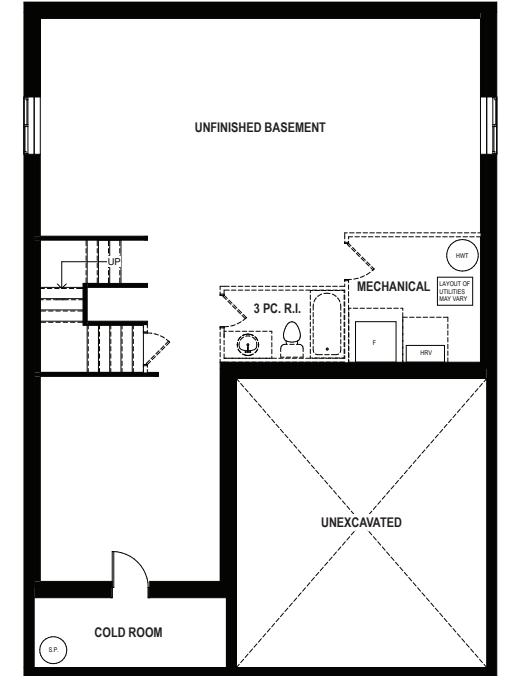 UNFINISHED BASEMENT
UP
HWT
MECHANICAL
LAYOUT OF
UTILITIES
MAY VARY
3 PC. R.I.
F
HRV
UNEXCAVATED
COLD ROOM
S.P.